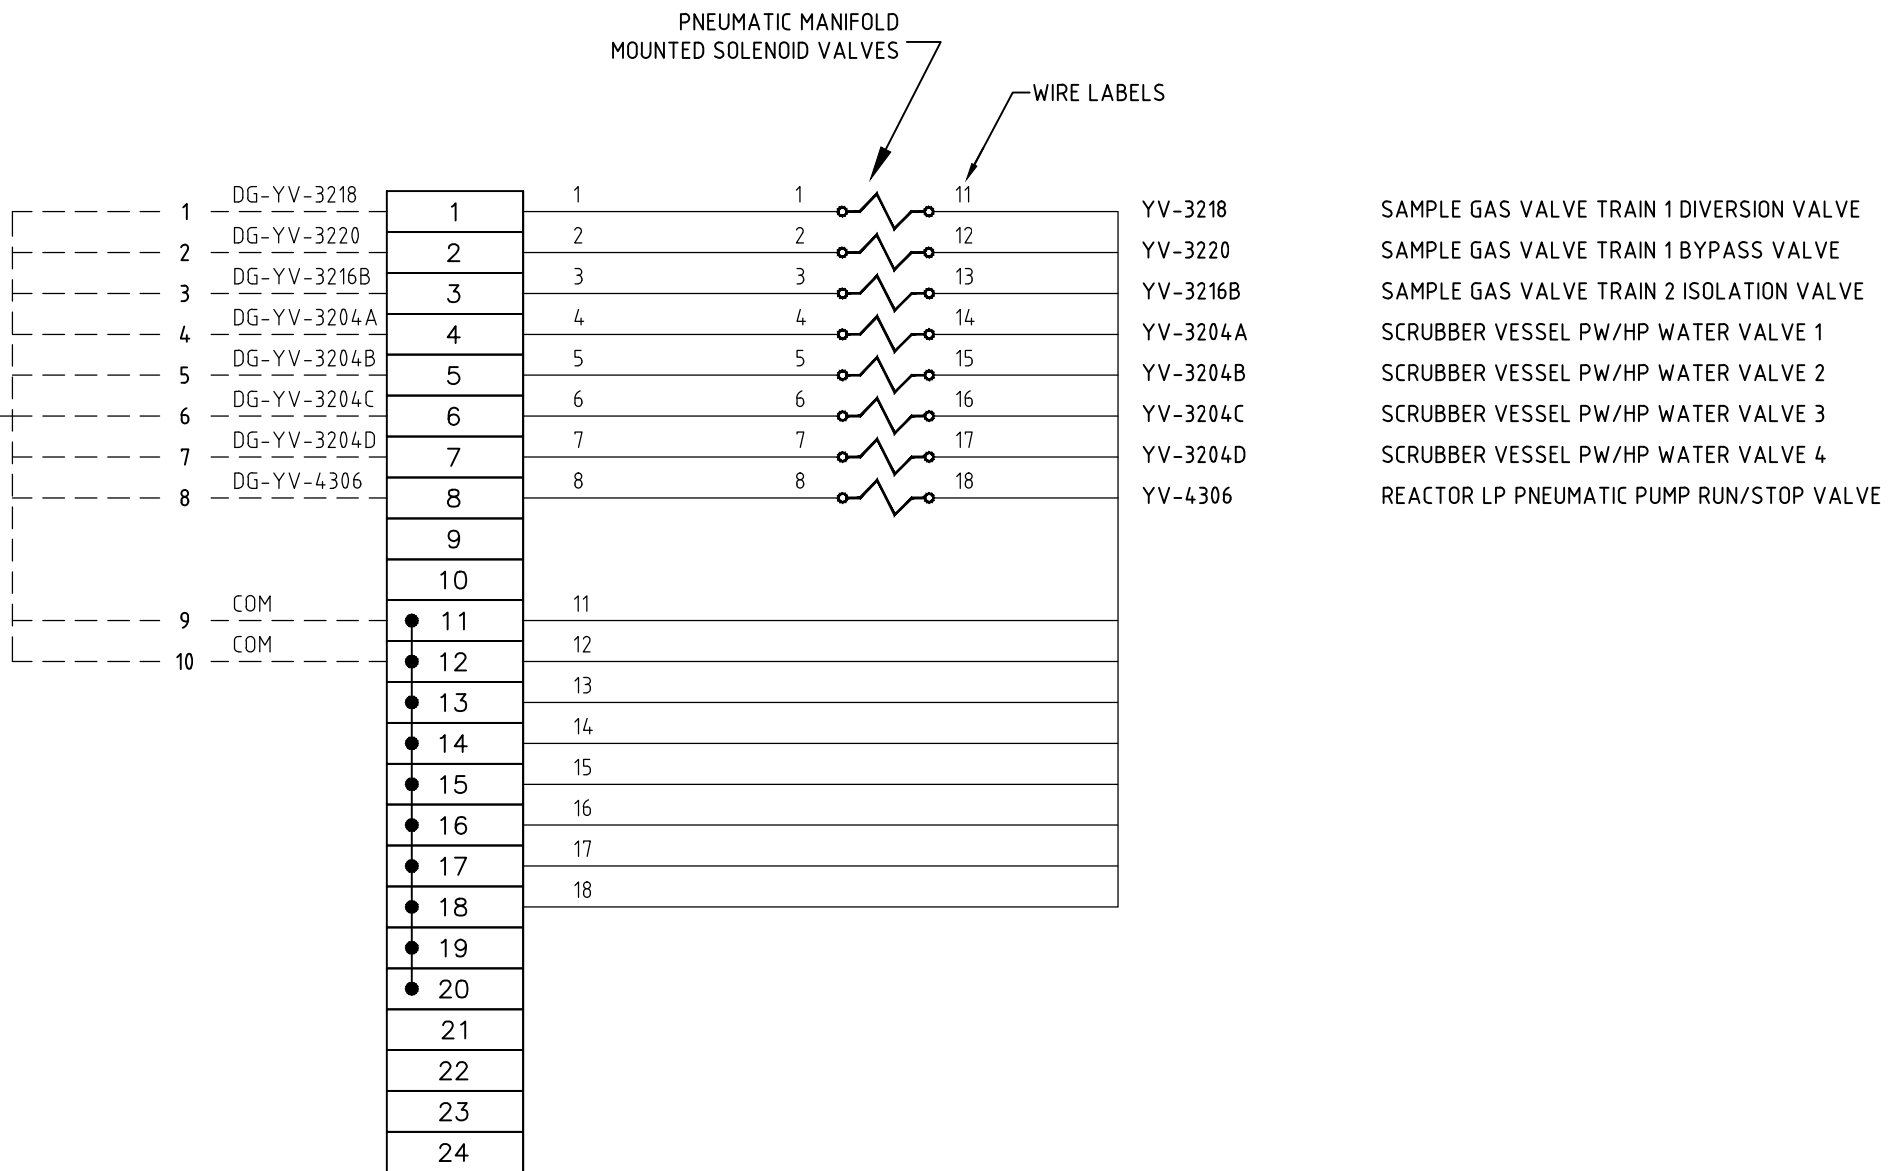 PNEUMATIC MANIFOLD
MOUNTED SOLENOID VALVES
WIRE LABELS
1 DG-YV-3218 1 1 1 11 YV-3218 SAMPLE GAS VALVE TRAIN 1 DIVERSION VALVE
2 DG-YV-3220 2 2 2 12 YV-3220 SAMPLE GAS VALVE TRAIN 1 BYPASS VALVE
3 DG-YV-3216B 3 3 3 13 YV-3216B SAMPLE GAS VALVE TRAIN 2 ISOLATION VALVE
4 DG-YV-3204A 4 4 4 14 YV-3204A SCRUBBER VESSEL PW/HP WATER VALVE 1
5 DG-YV-3204B 5 5 5 15 YV-3204B SCRUBBER VESSEL PW/HP WATER VALVE 2
6 DG-YV-3204C 6 6 6 16 YV-3204C SCRUBBER VESSEL PW/HP WATER VALVE 3
7 DG-YV-3204D 7 7 7 17 YV-3204D SCRUBBER VESSEL PW/HP WATER VALVE 4
8 DG-YV-4306 8 8 8 18 YV-4306 REACTOR LP PNEUMATIC PUMP RUN/STOP VALVE
9
10
9 COM 11 11
10 COM 12 12
13 13
14 14
15 15
16 16
17 17
18 18
19
20
21
22
23
24